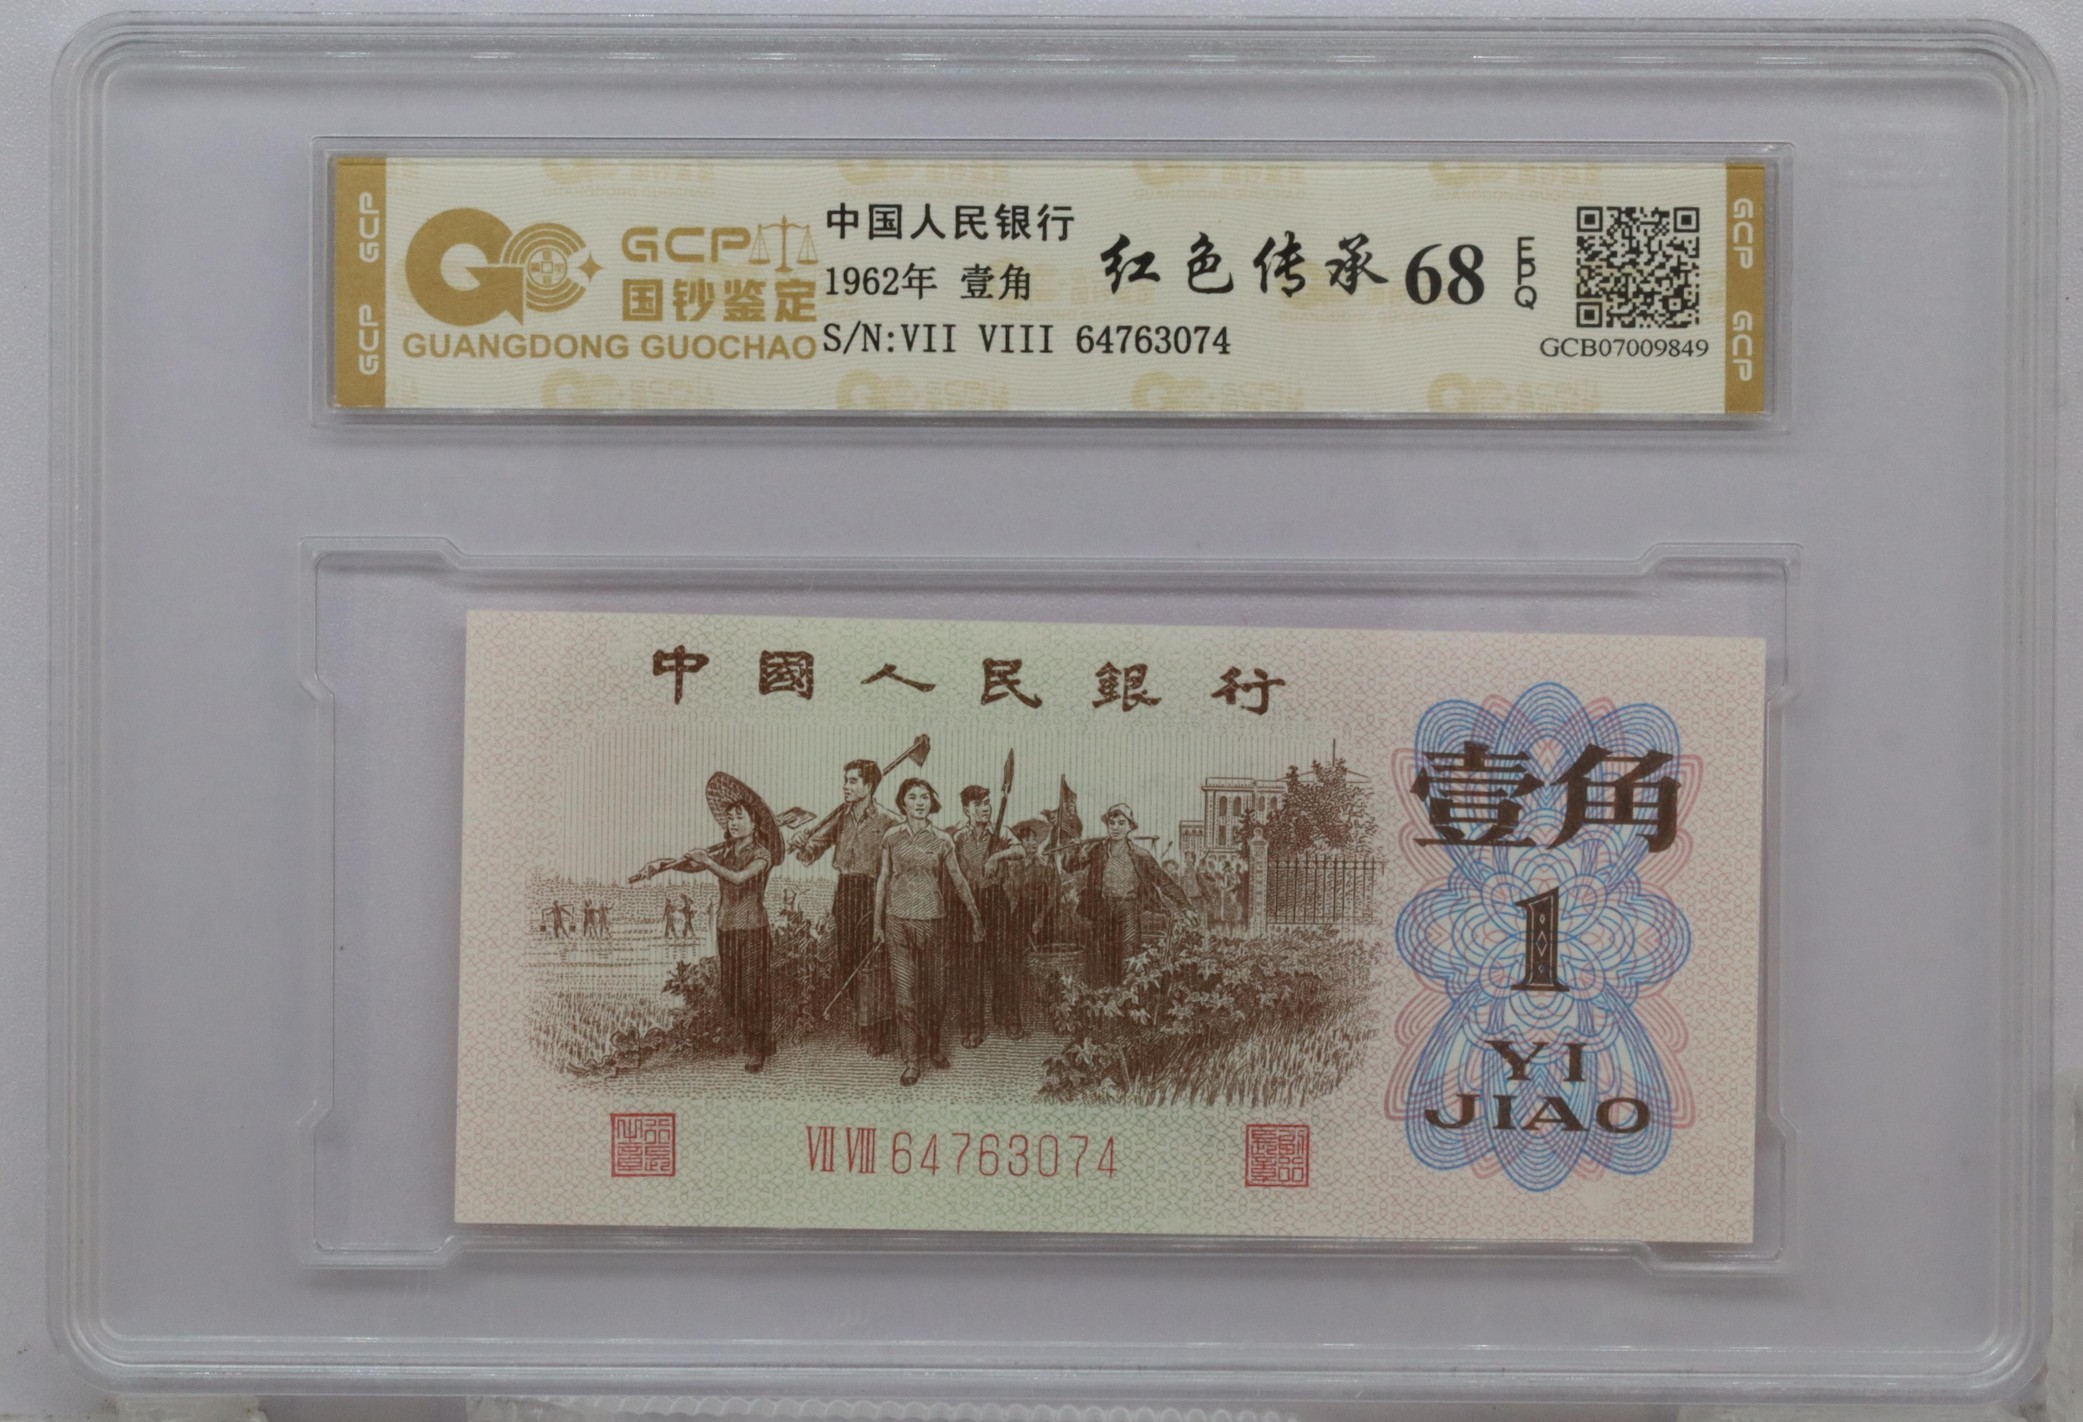 GCP
GCP
GCP
国钞鉴定
GUANGDONG GUOCHAO
中国人民银行
1962年 壹角
S/N:VII VIII 64763074
红色传承
68
EPQ
GCB07009849
GCP
GCP
中國人民銀行
壹角
1
YI
JIAO
VII VIII 64763074